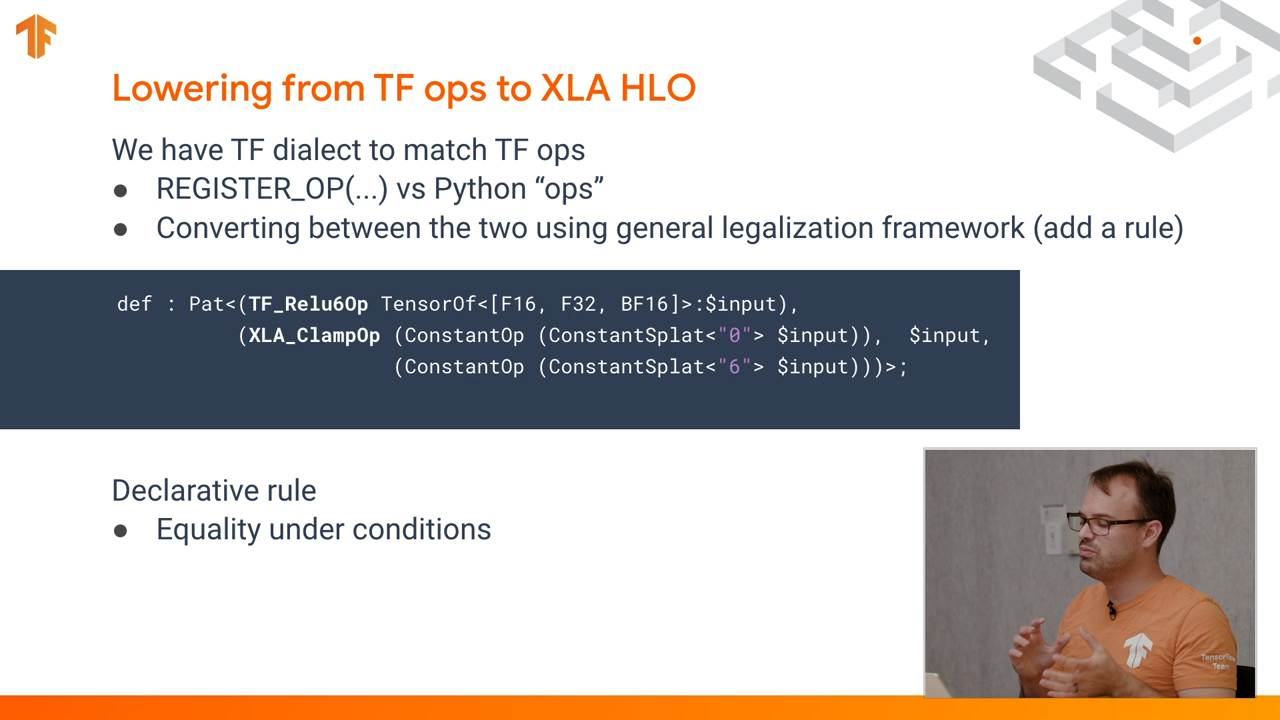 Lowering from TF ops to XLA HLO
We have TF dialect to match TF ops
● REGISTER_OP(...) vs Python “ops”
● Converting between the two using general legalization framework (add a rule)
def : Pat<(TF_Relu6Op TensorOf<[F16, F32, BF16]>:$input),
(XLA_ClampOp (ConstantOp (ConstantSplat<"0"> $input)), $input,
(ConstantOp (ConstantSplat<"6"> $input)))>;
Declarative rule
● Equality under conditions
Team